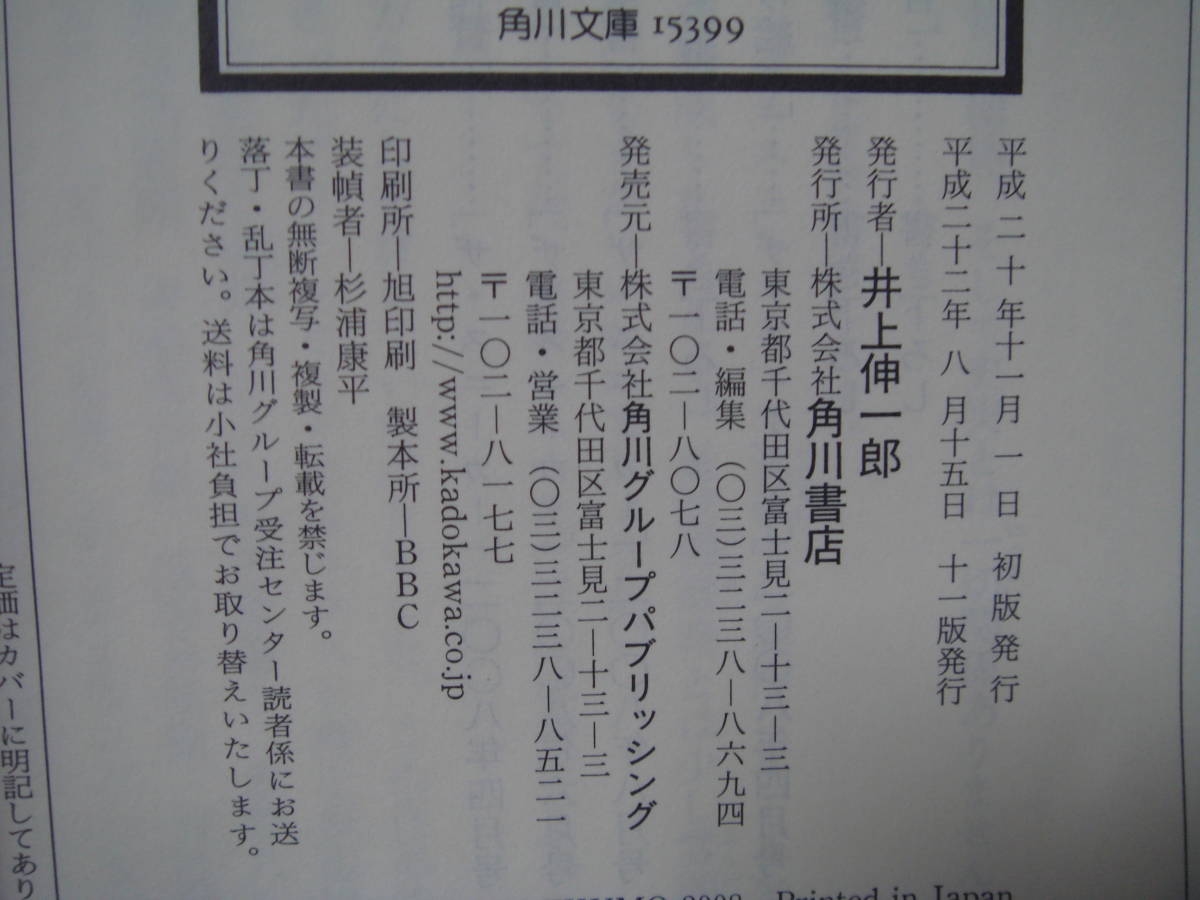 角川文庫 15399
平成二十年十一月 一 日 初版発行
平成二十二年 八 月十五日 十一版発行
発行者―井上伸一郎
発行所―株式会社角川書店
東京都千代田区富士見二―十三―三
電話・編集 (〇三)三二三八―八六九四
〒一〇二―八〇七八
発売元―株式会社角川グループパブリッシング
東京都千代田区富士見二―十三―三
電話・営業 (〇三)三二三八―八五二一
〒一〇二―八一七七
http://www.kadokawa.co.jp
印刷所―旭印刷 製本所―BBC
装幀者―杉浦康平
本書の無断複写・複製・転載を禁じます。
落丁・乱丁本は角川グループ受注センター読者係にお送
りください。送料は小社負担でお取り替えいたします。
定価はカバーに明記してあり
Printed in Japan